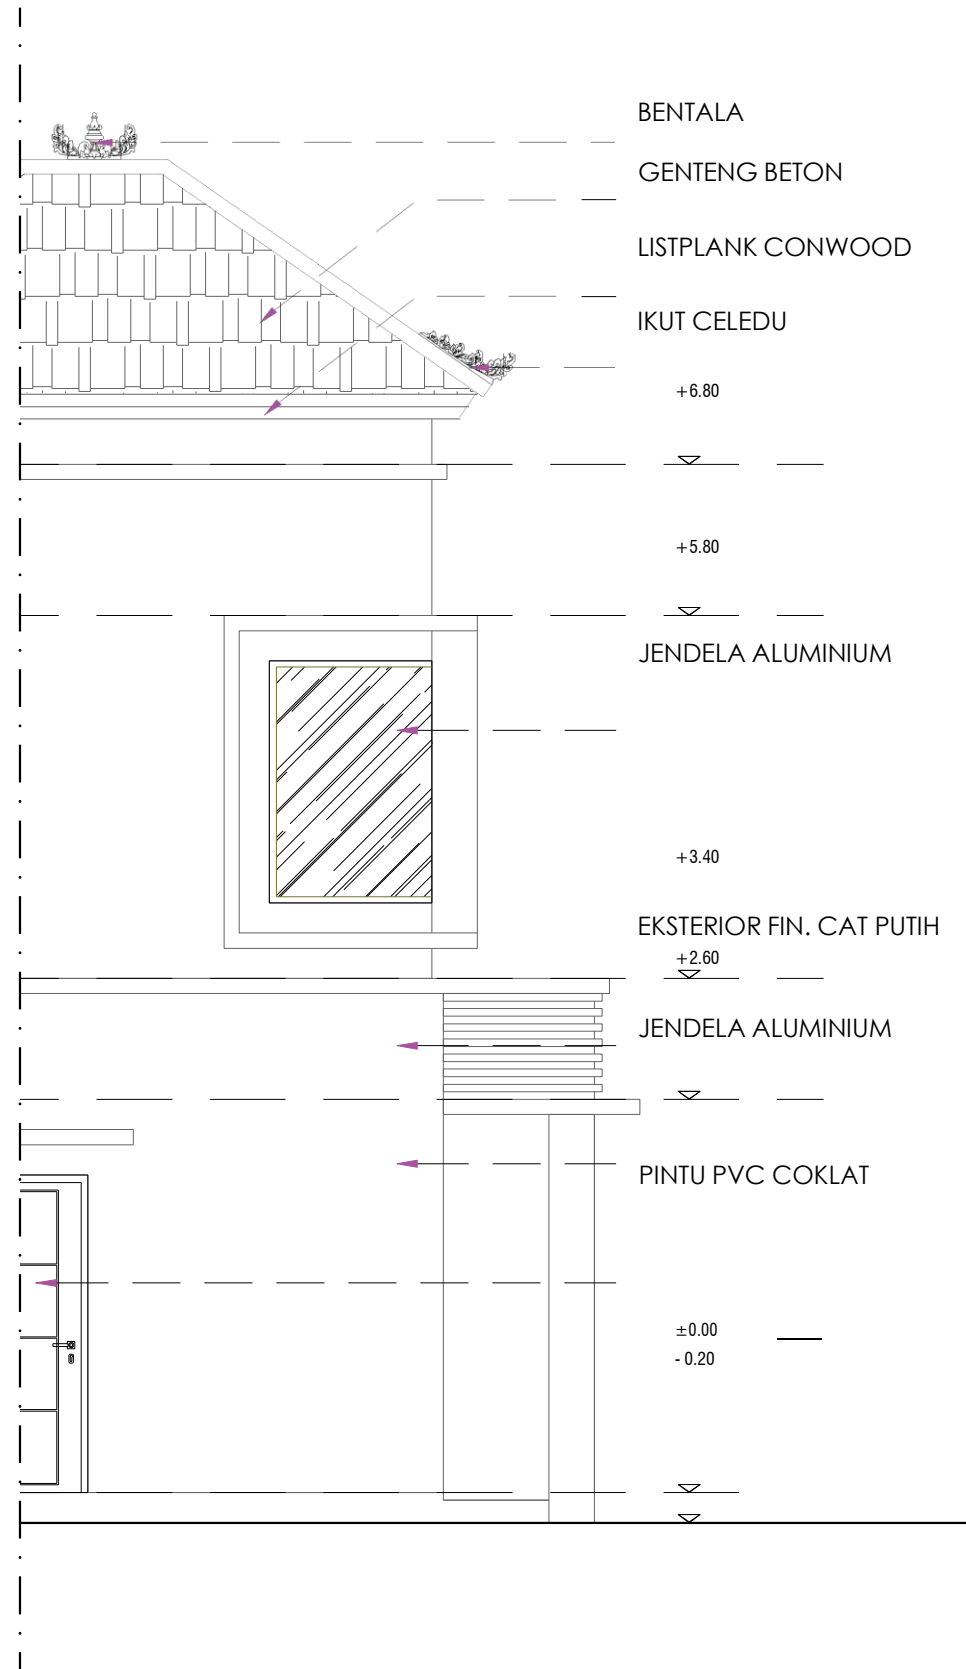 BENTALA
GENTENG BETON
LISTPLANK CONWOOD
IKUT CELEDU
+6.80
+5.80
JENDELA ALUMINIUM
+3.40
EKSTERIOR FIN. CAT PUTIH
+2.60
JENDELA ALUMINIUM
PINTU PVC COKLAT
±0.00
- 0.20